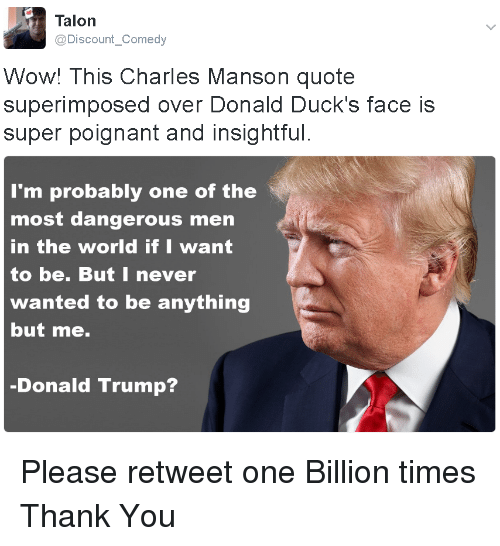 Talon
@Discount_Comedy
Wow! This Charles Manson quote
superimposed over Donald Duck's face is
super poignant and insightful.
I'm probably one of the
most dangerous men
in the world if I want
to be. But I never
wanted to be anything
but me.
-Donald Trump?
Please retweet one Billion times
Thank You